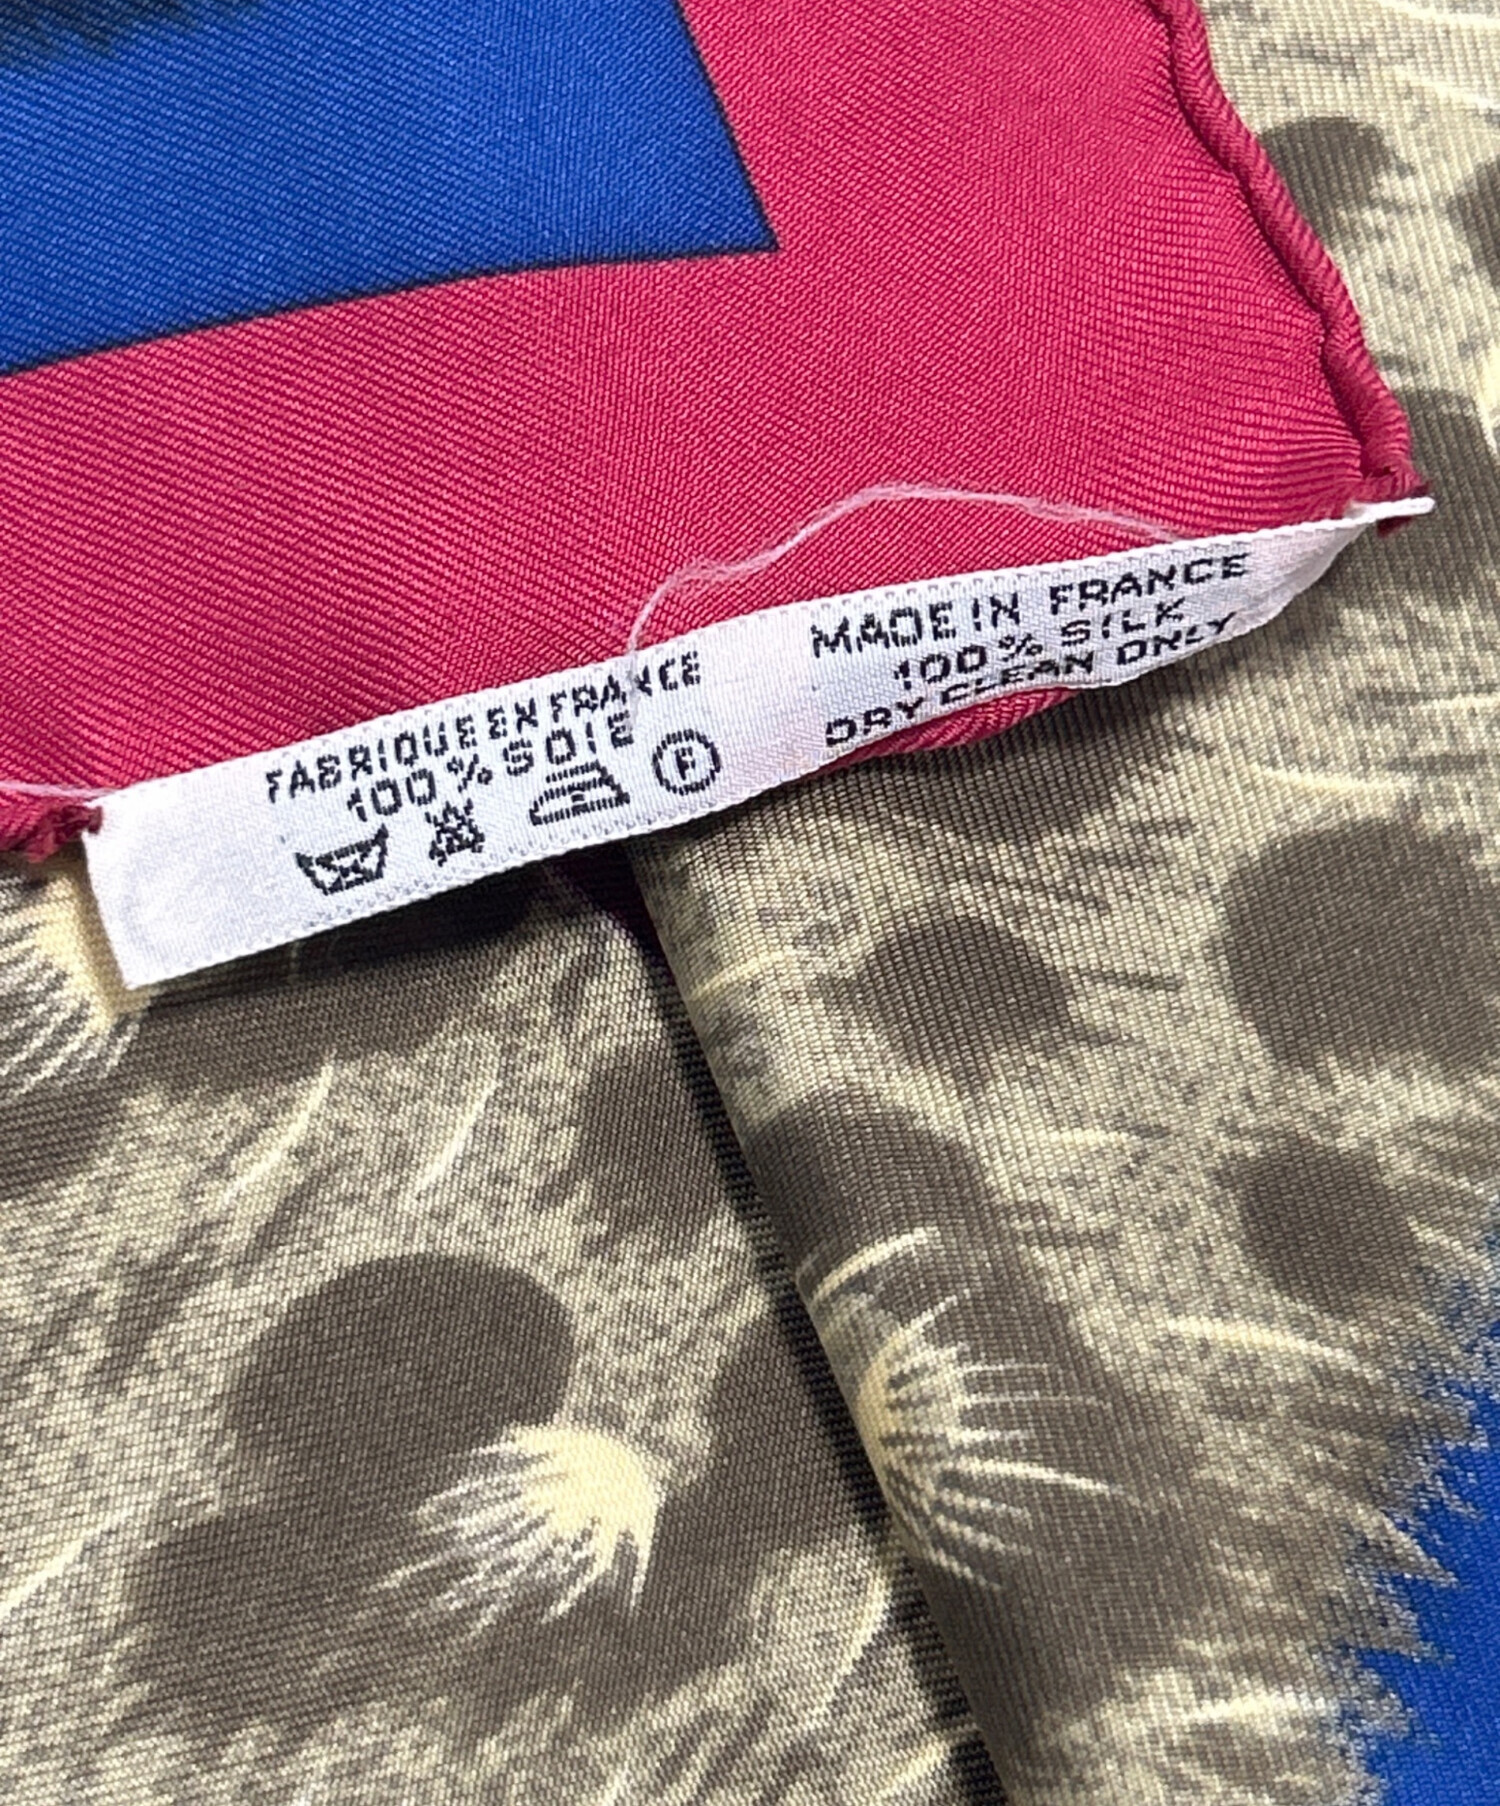 FABRIQUE EN FRANCE
100% SOIE
F
MADE IN FRANCE
100% SILK
DRY CLEAN ONLY